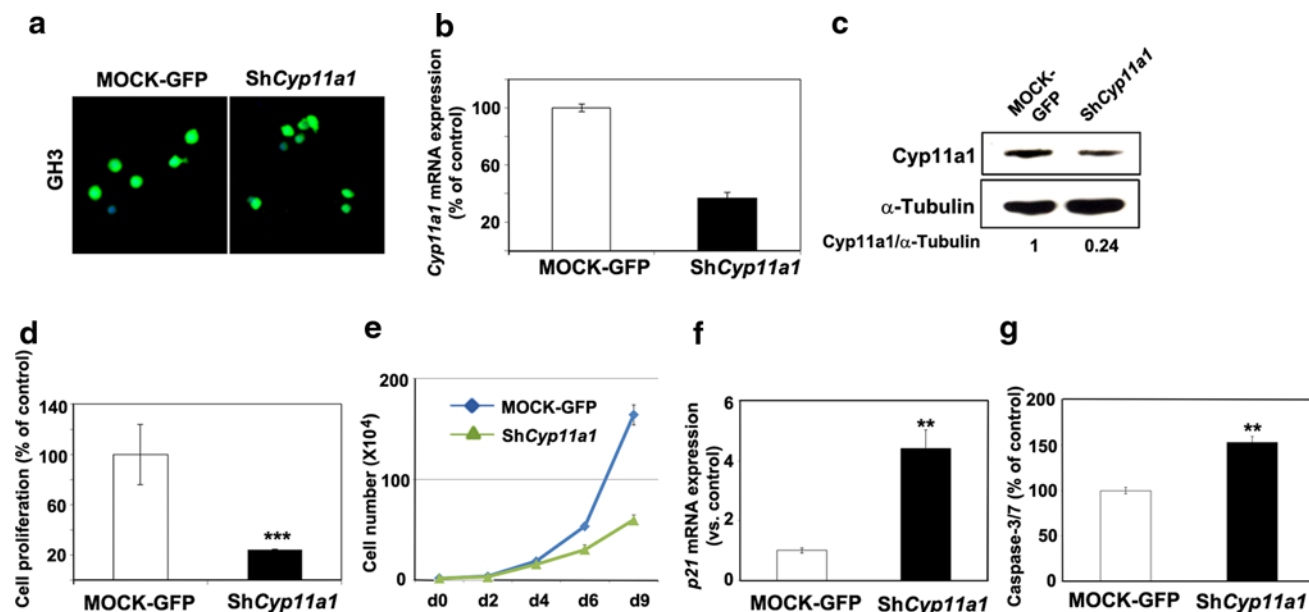 a
MOCK-GFP
ShCyp11a1
GH3
b
Cyp11a1 mRNA expression
(% of control)
100
60
40
20
MOCK-GFP
ShCyp11a1
c
MOCK-
GFP
ShCyp11a1
Cyp11a1
α-Tubulin
Cyp11a1/α-Tubulin
1
0.24
d
Cell proliferation (% of control)
140
100
80
60
40
20
***
MOCK-GFP
ShCyp11a1
e
Cell number (X10⁴)
200
100
0
MOCK-GFP
ShCyp11a1
d0
d2
d4
d6
d9
f
p21 mRNA expression
(vs. control)
6
4
2
0
**
MOCK-GFP
ShCyp11a1
g
Caspase-3/7 (% of control)
200
150
100
50
0
**
MOCK-GFP
ShCyp11a1